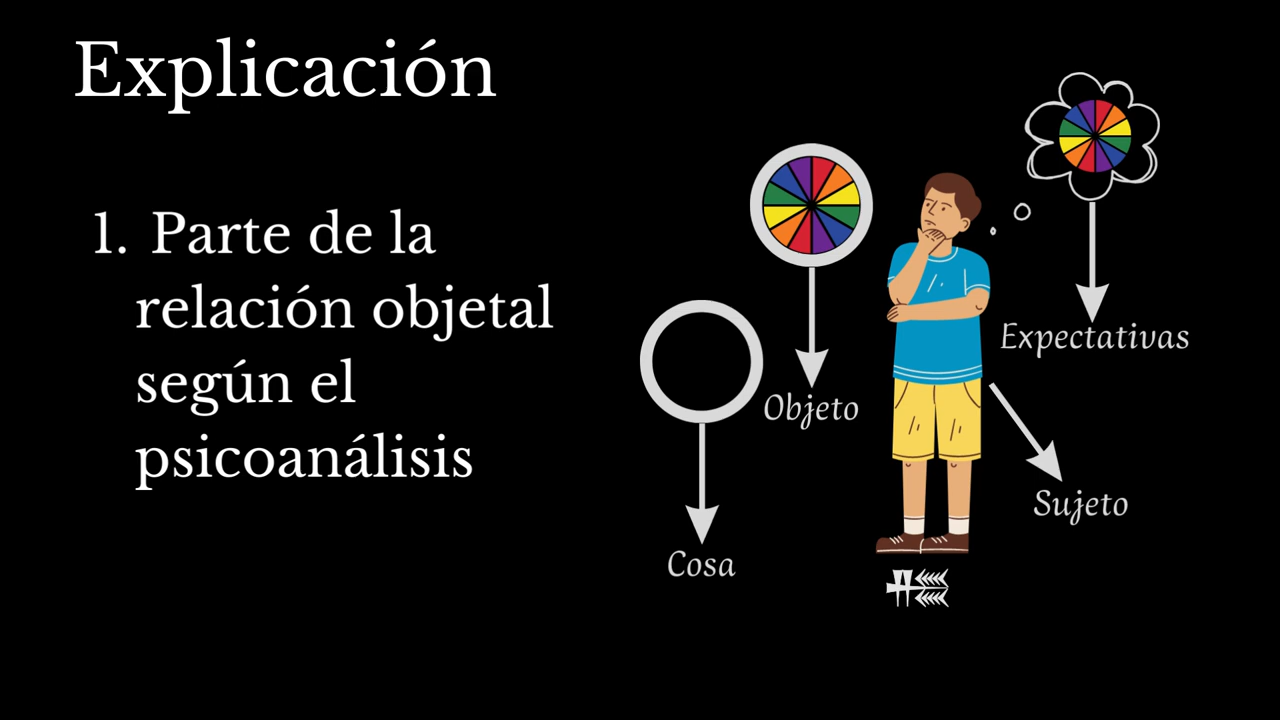 Explicación
1. Parte de la
relación objetal
según el
psicoanálisis
Expectativas
Objeto
Sujeto
Cosa